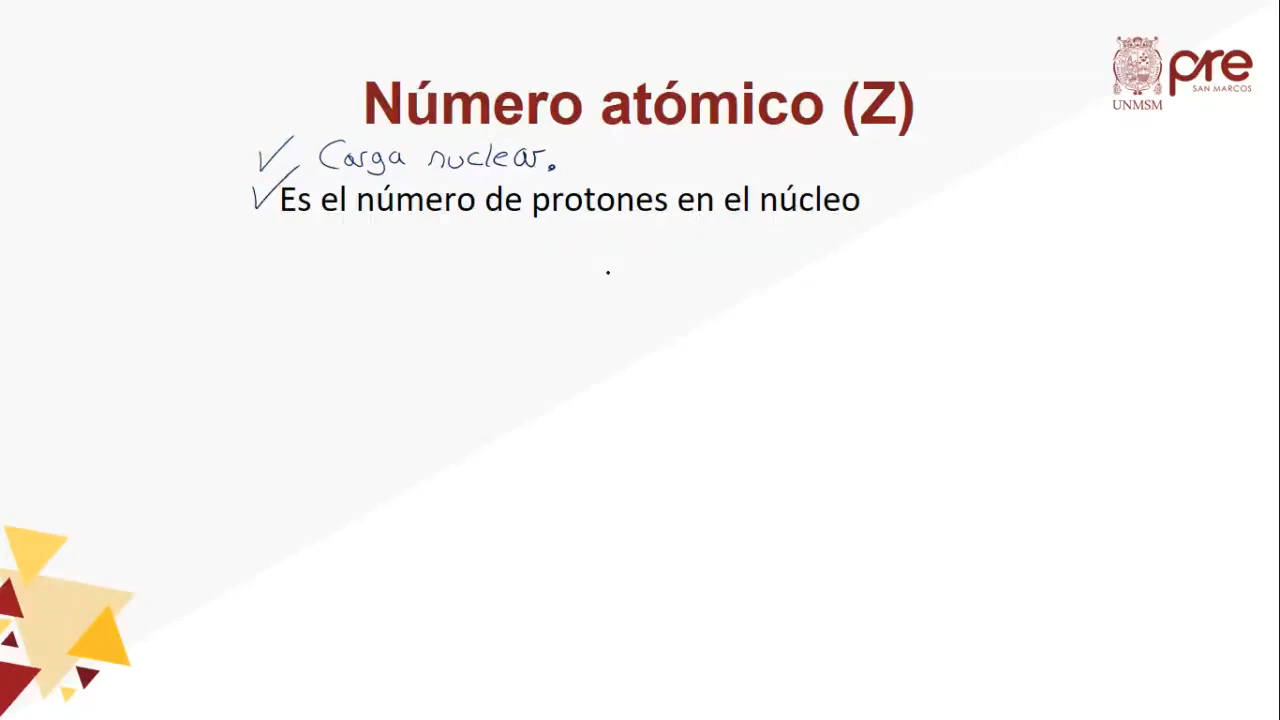 Número atómico (Z)
UNMSM
pre
SAN MARCOS
Carga nuclear.
Es el número de protones en el núcleo